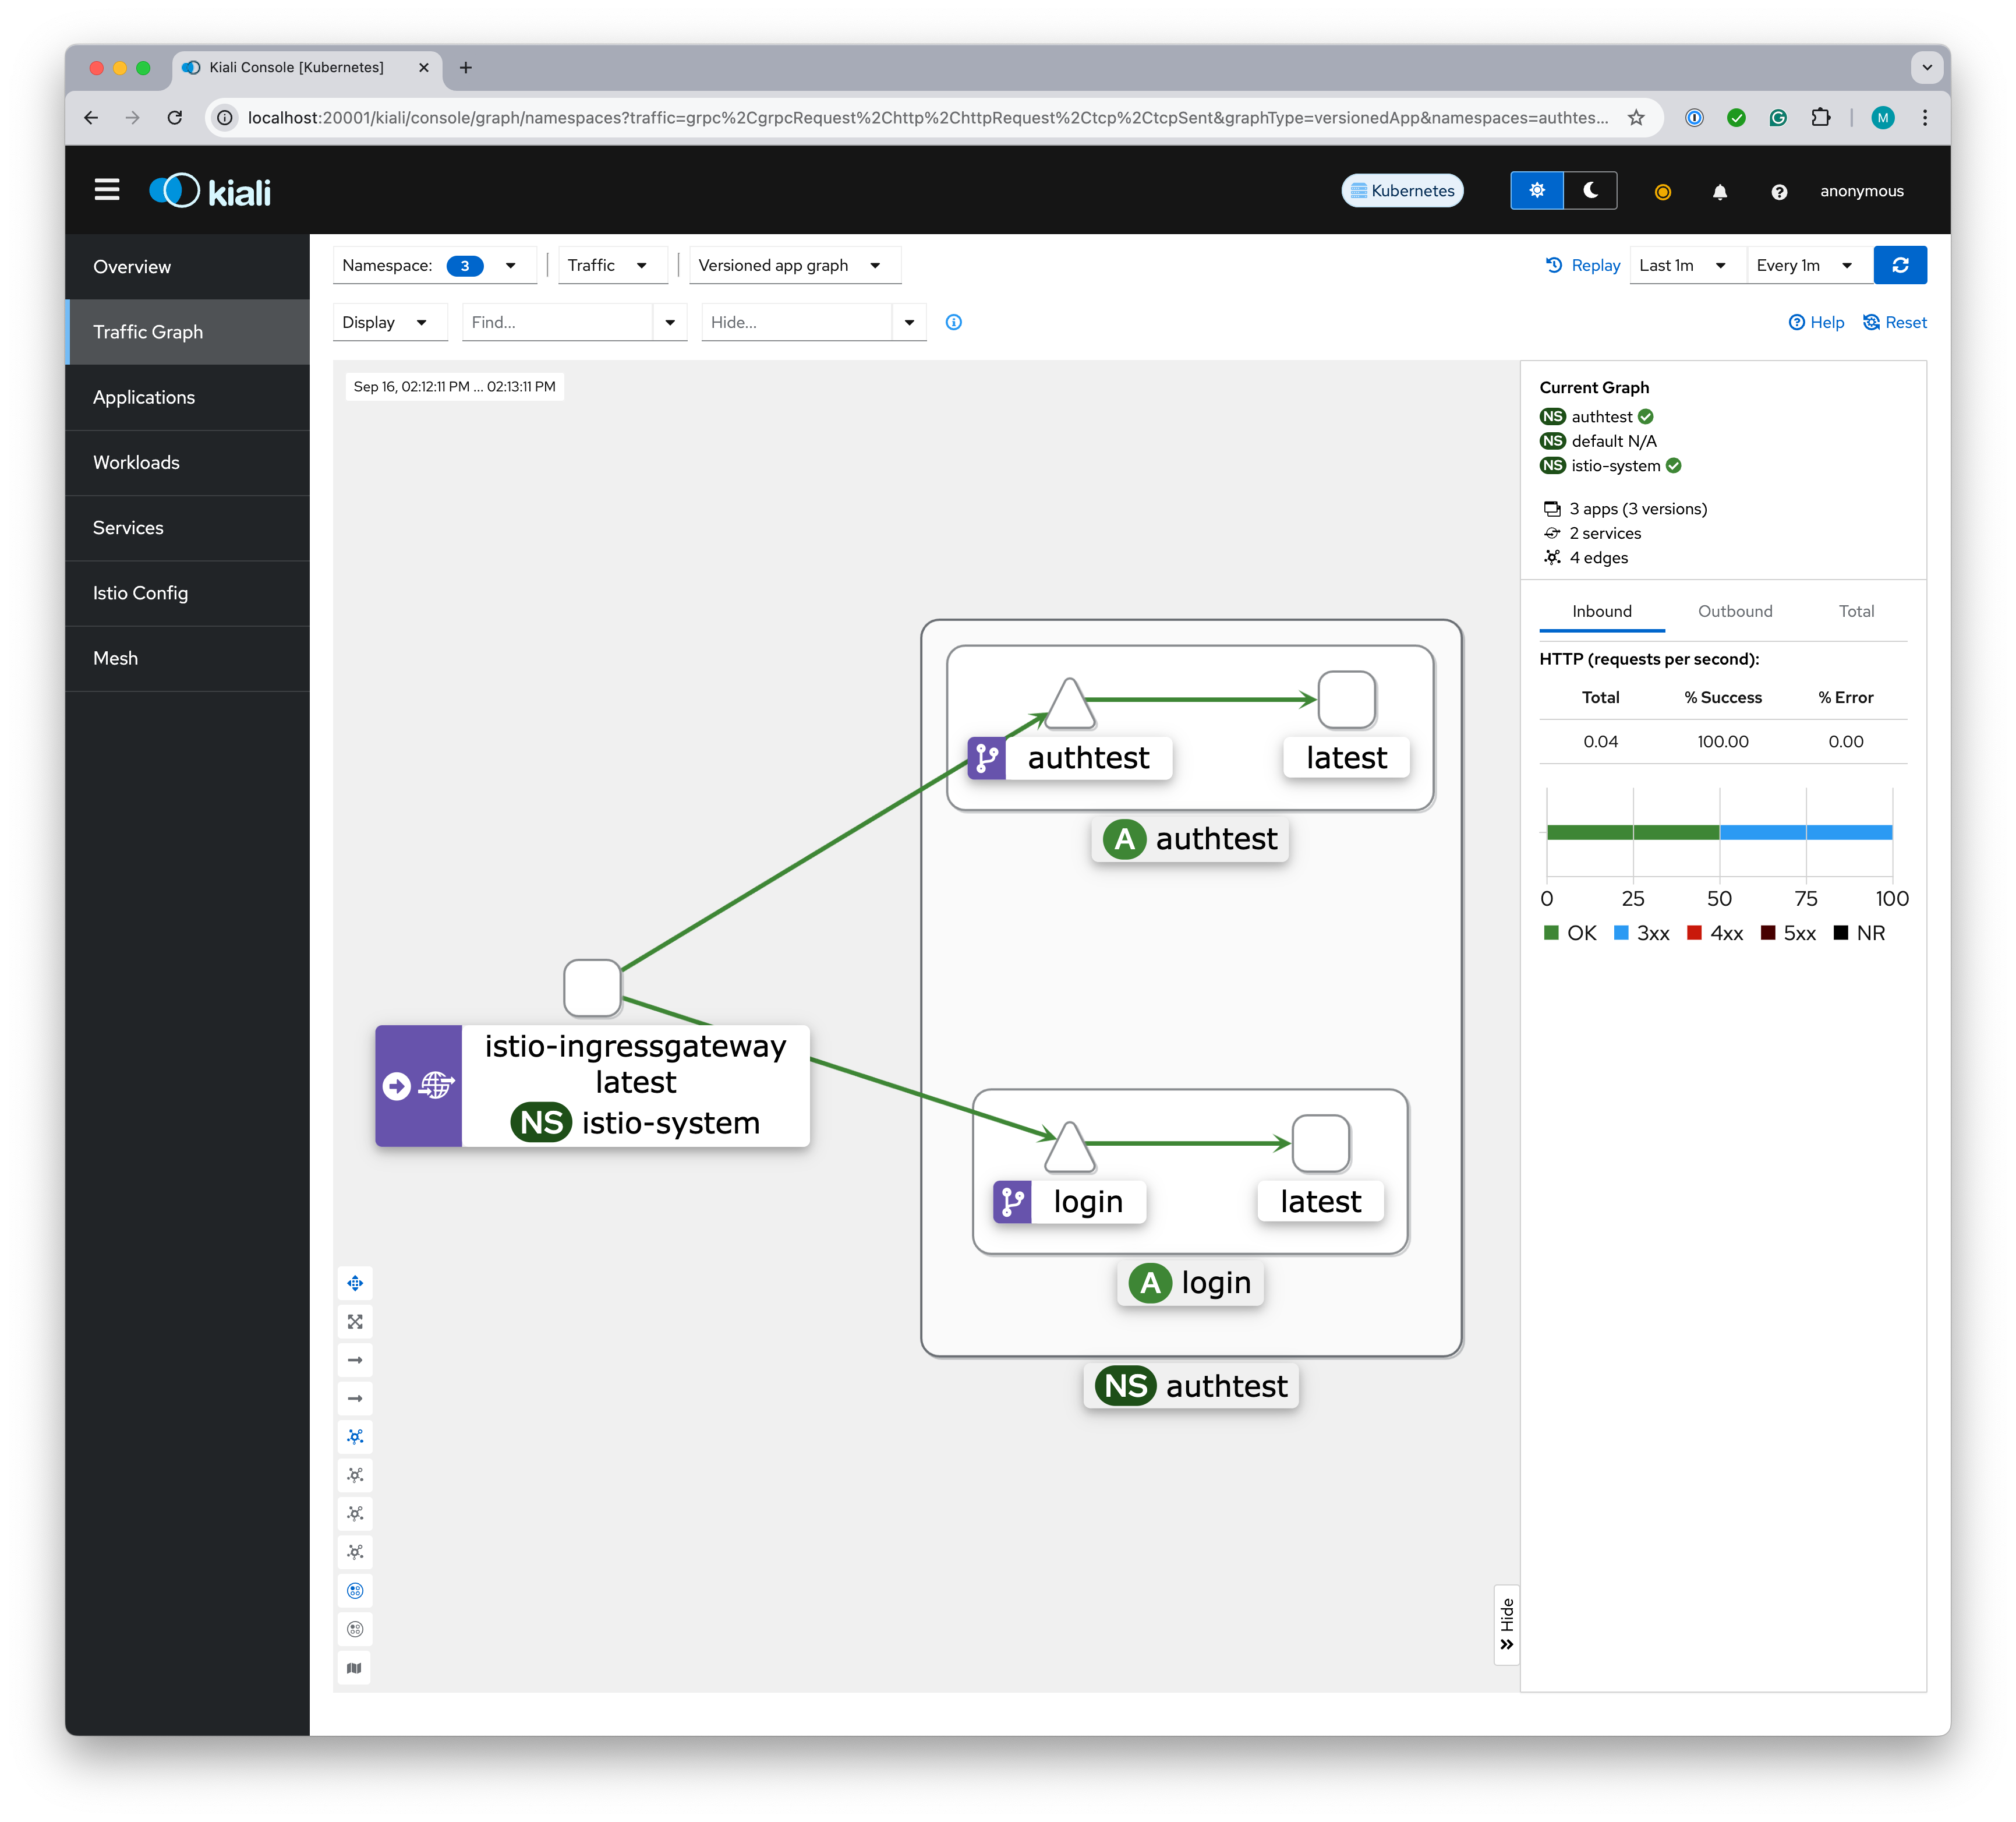 Kiali Console [Kubernetes]
localhost:20001/kiali/console/graph/namespaces?traffic=grpc%2CgrpcRequest%2Chttp%2ChttpRequest%2Ctcp%2CtcpSent&graphType=versionedApp&namespaces=authtes...
M
kiali
Kubernetes
anonymous
Overview
Traffic Graph
Applications
Workloads
Services
Istio Config
Mesh
Namespace: 3
Traffic
Versioned app graph
Replay
Last 1m
Every 1m
Display
Find...
Hide...
Help
Reset
Sep 16, 02:12:11 PM ... 02:13:11 PM
authtest
latest
A authtest
istio-ingressgateway
latest
NS istio-system
login
latest
A login
NS authtest
Hide
Current Graph
NS authtest
NS default N/A
NS istio-system
3 apps (3 versions)
2 services
4 edges
Inbound Outbound Total
HTTP (requests per second):
Total % Success % Error
0.04 100.00 0.00
0 25 50 75 100
OK 3xx 4xx 5xx NR